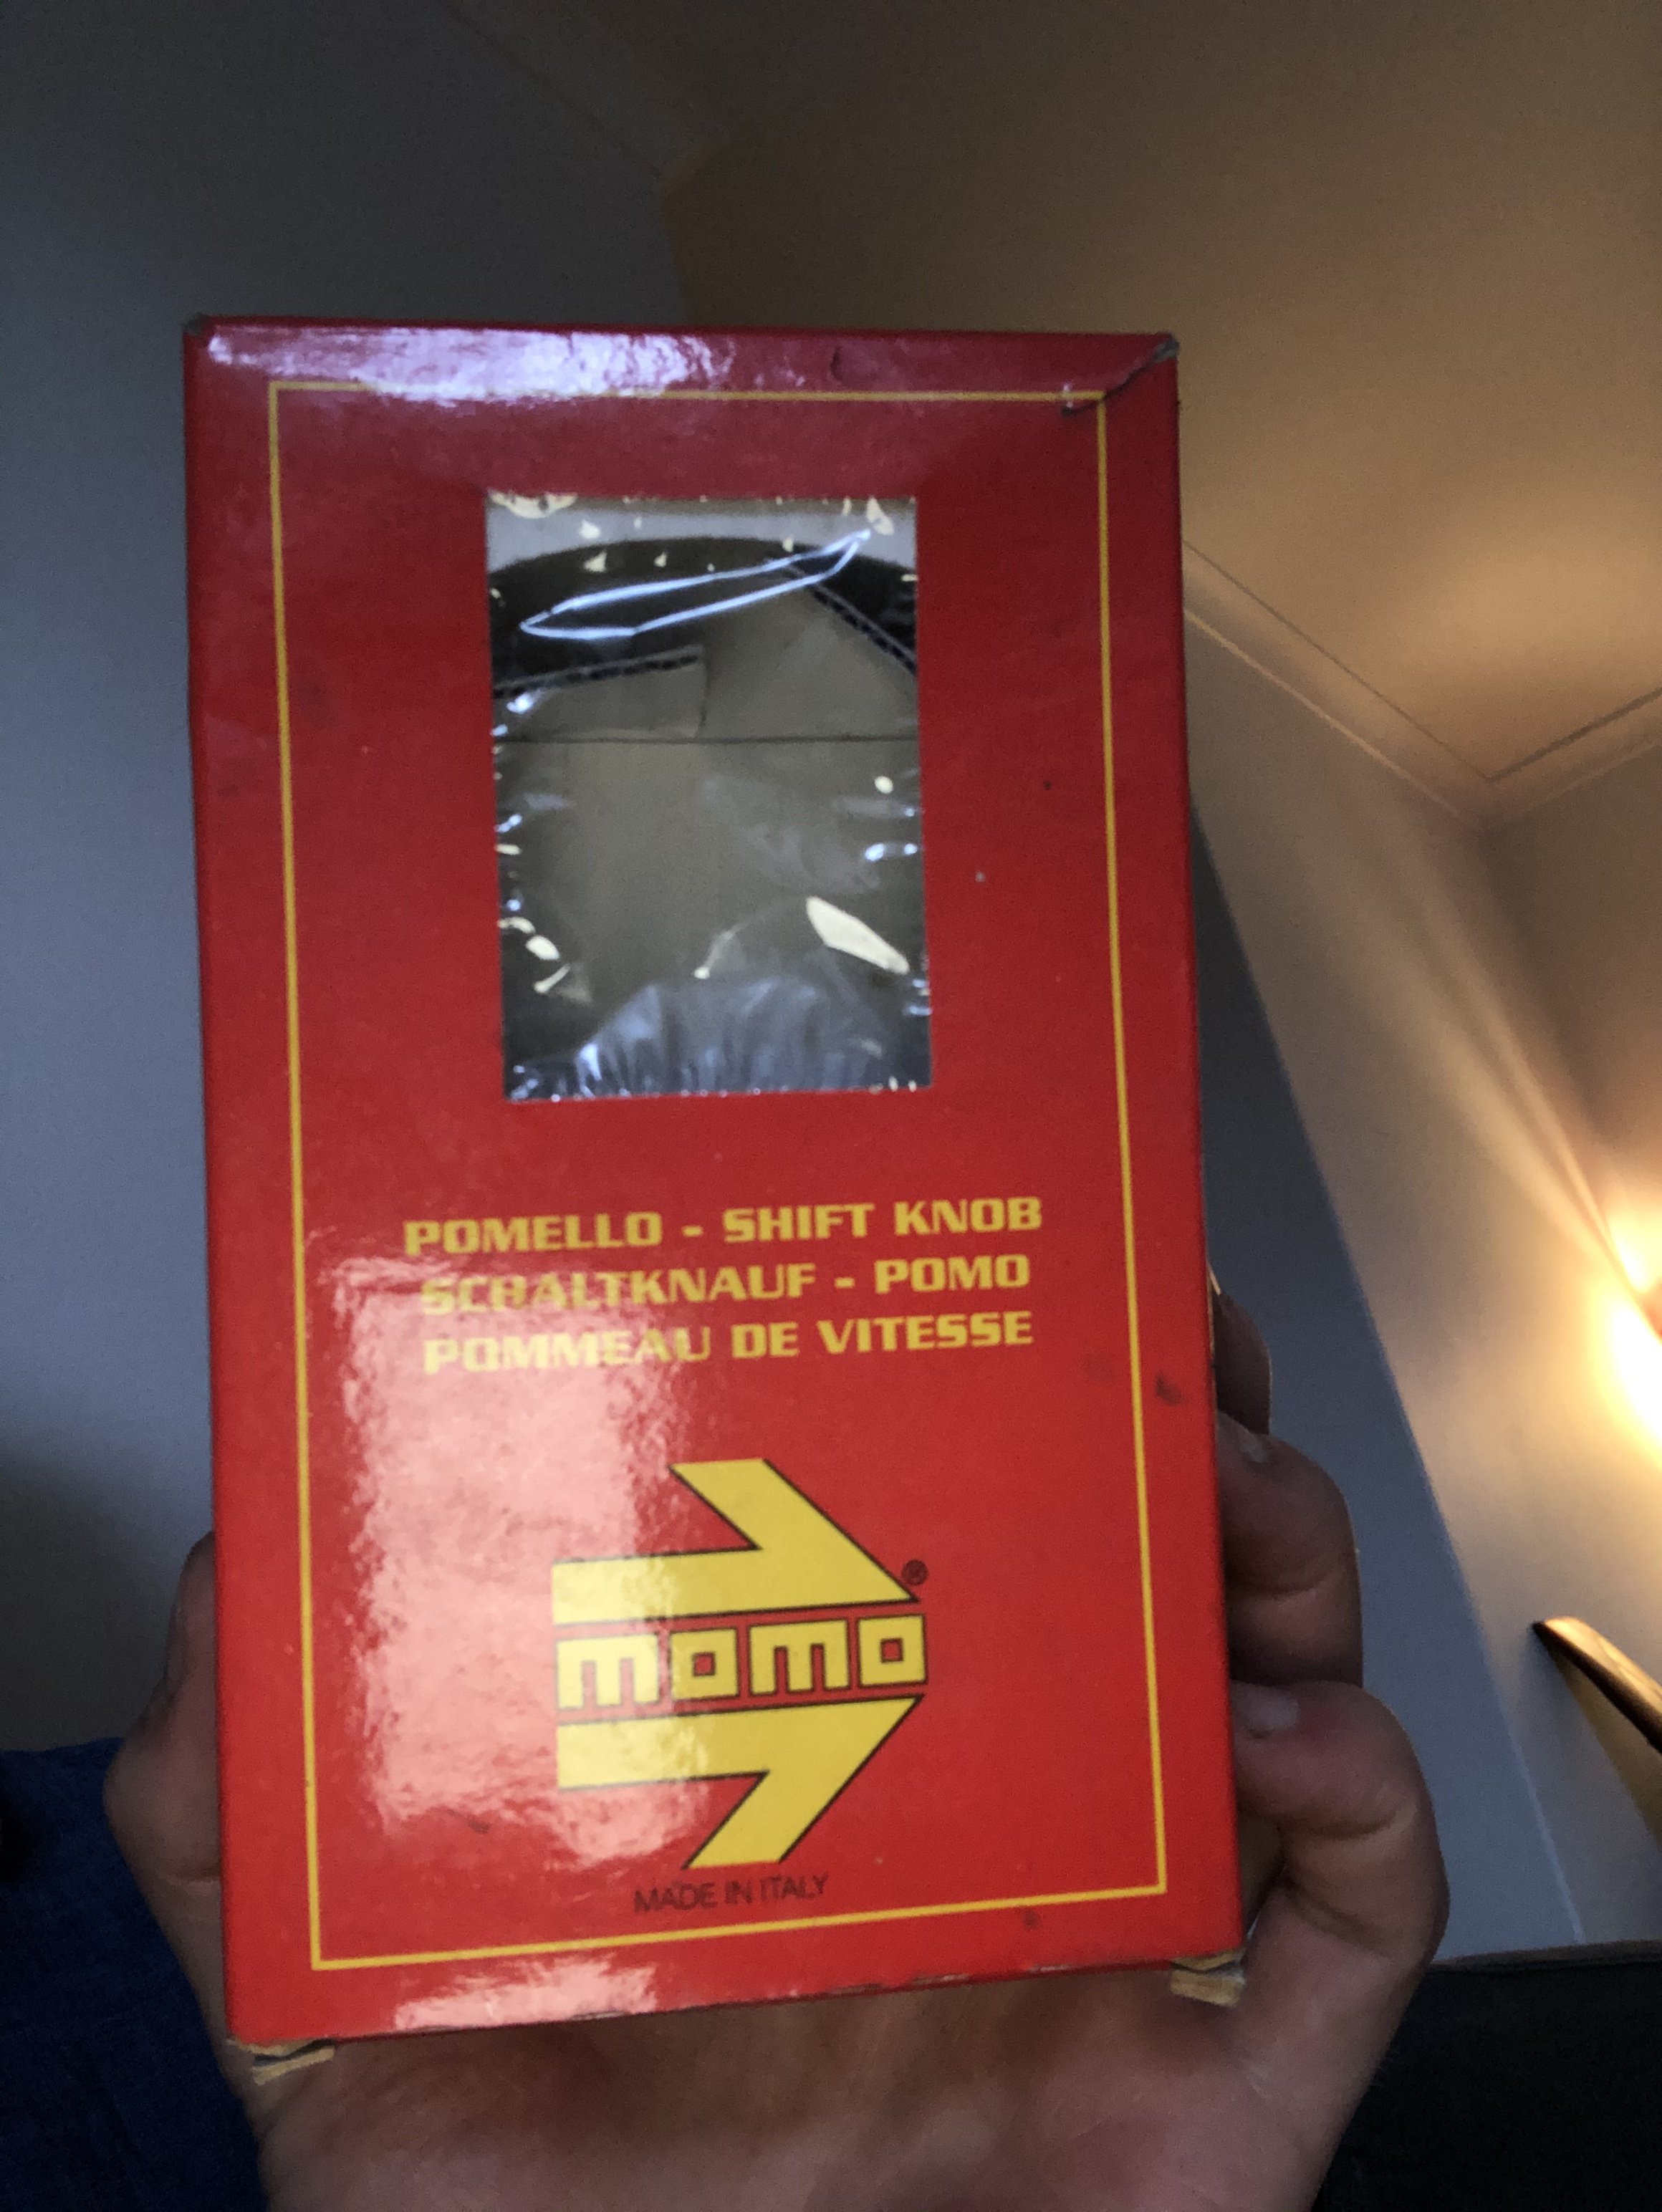 POMELLO - SHIFT KNOB
SCHALTKNAUF - POMO
POMMEAU DE VITESSE
momo®
MADE IN ITALY